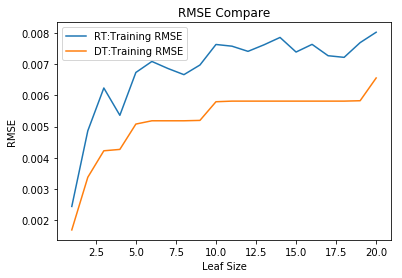 RMSE Compare
RT:Training RMSE
DT:Training RMSE
0.008
0.007
0.006
0.005
0.004
0.003
0.002
RMSE
2.5 5.0 7.5 10.0 12.5 15.0 17.5 20.0
Leaf Size